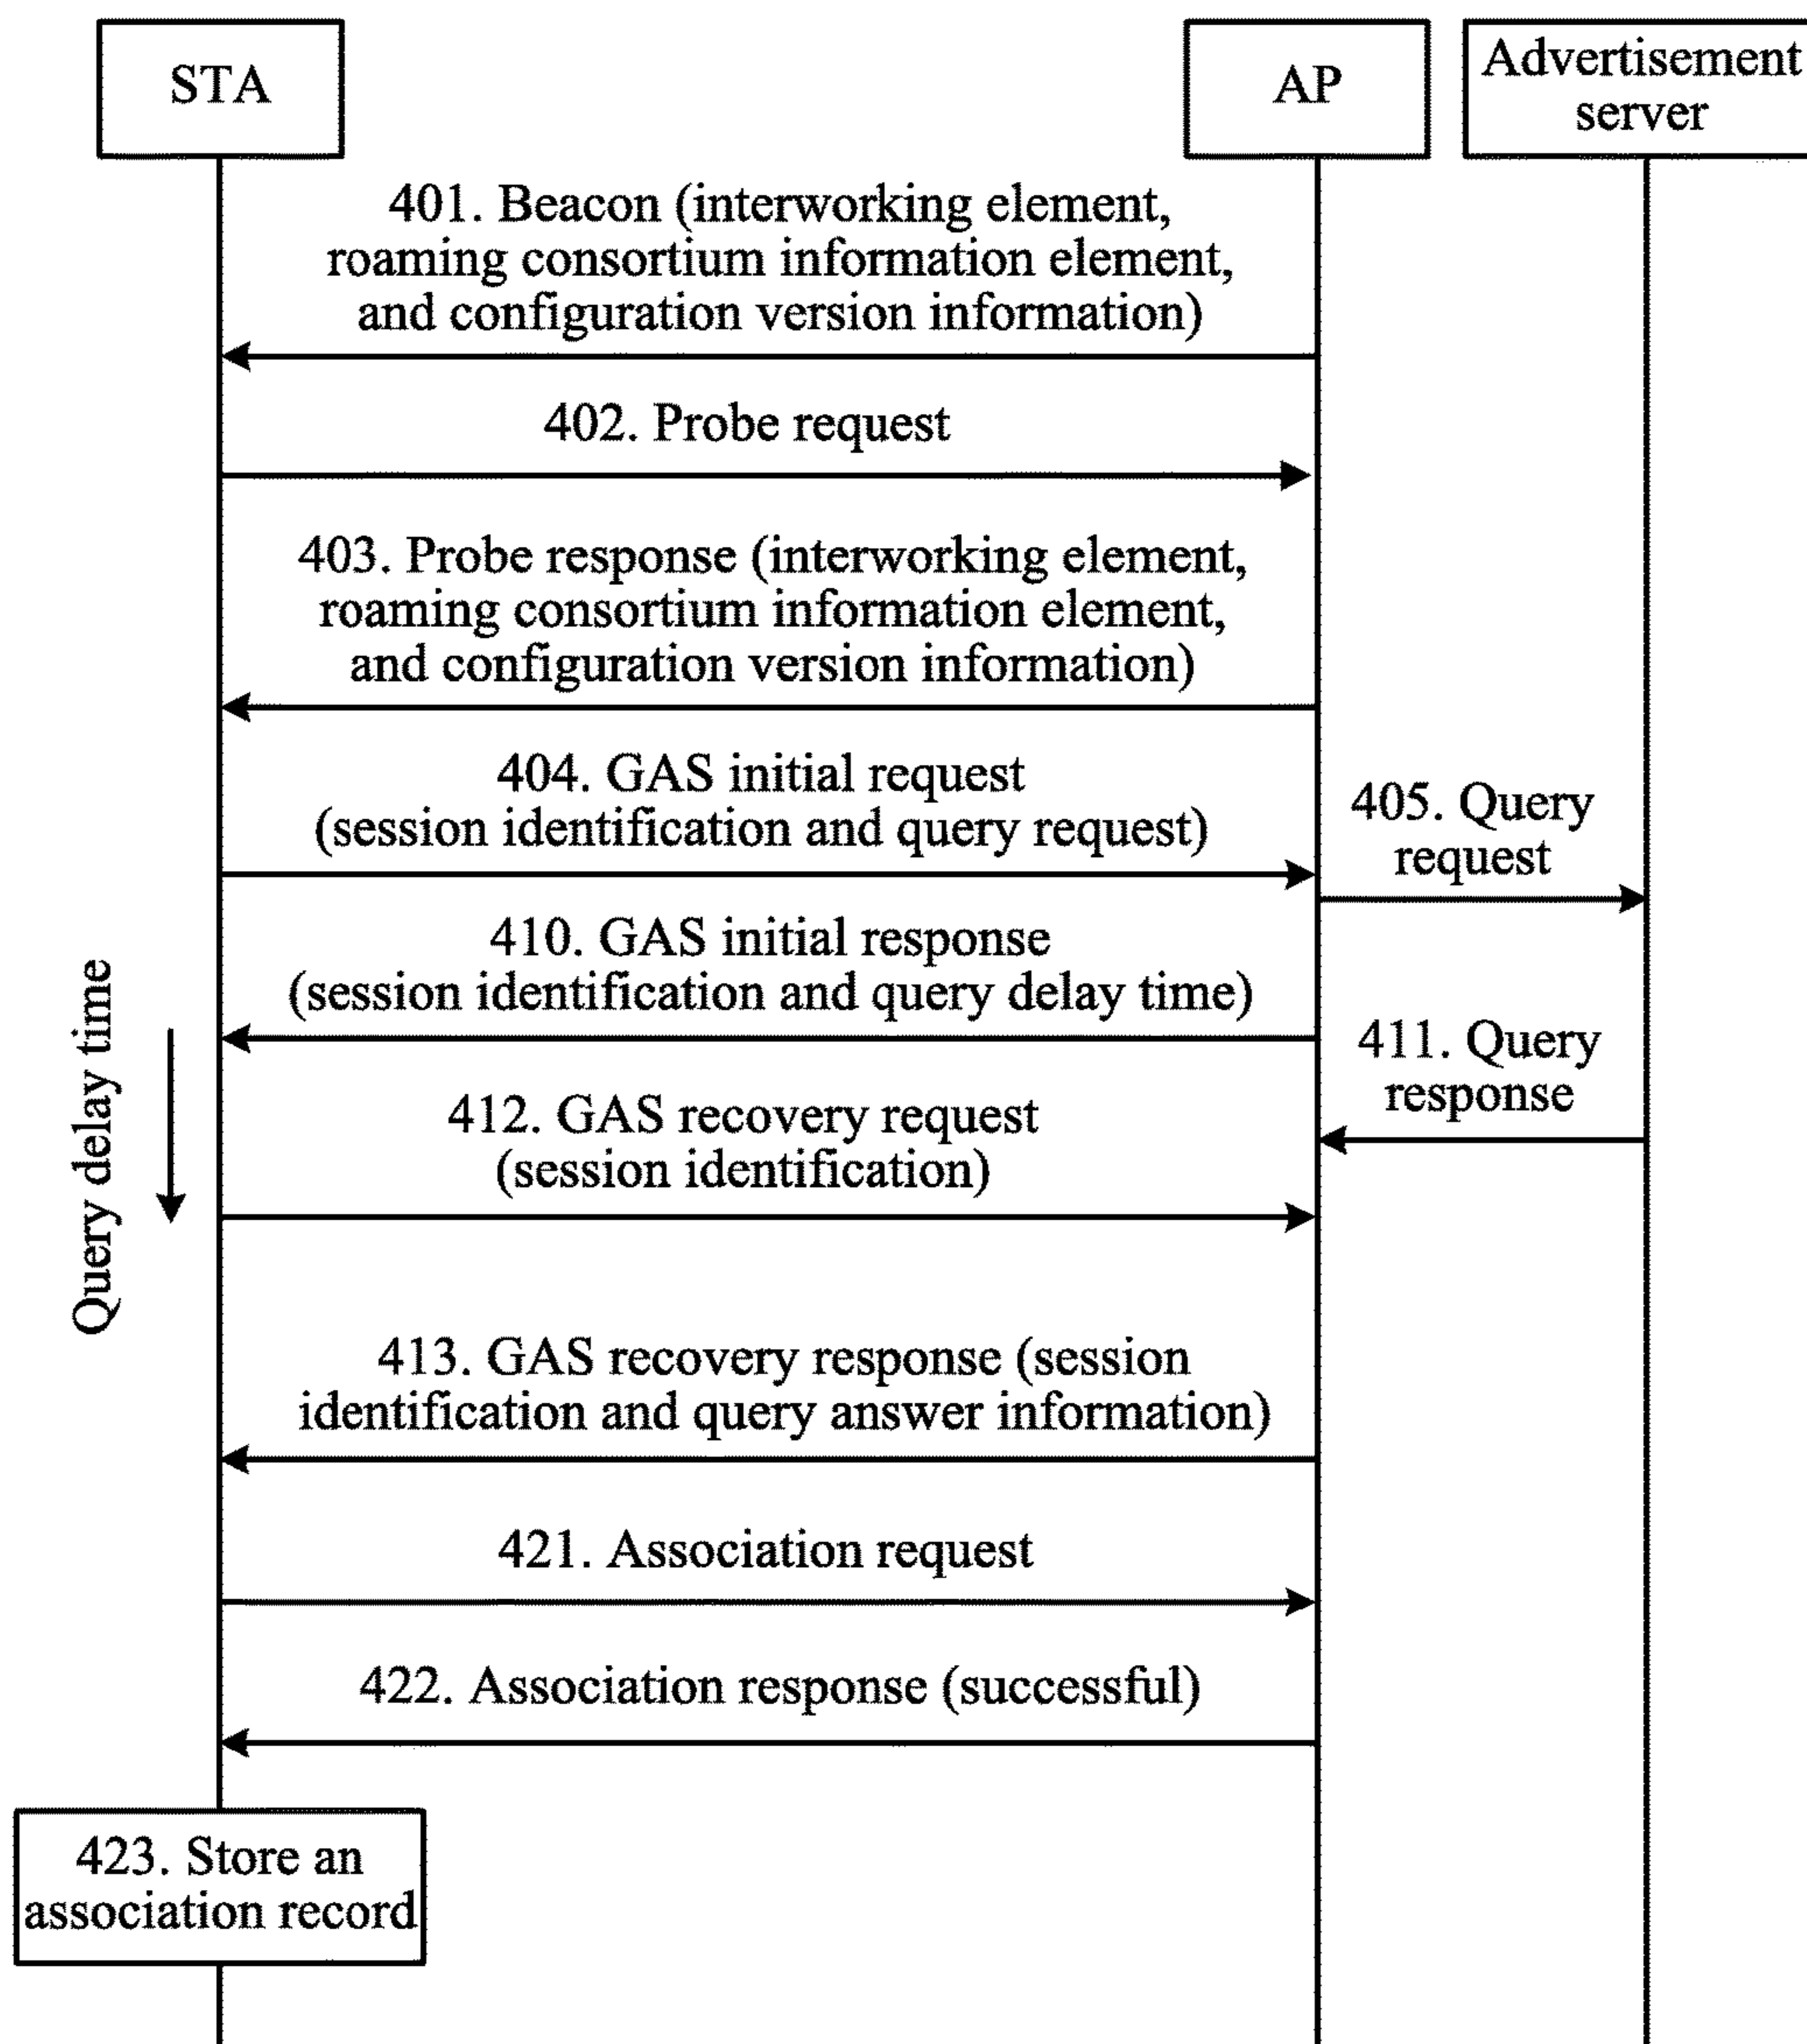 STA
AP
Advertisement
server
401. Beacon (interworking element,
roaming consortium information element,
and configuration version information)
402. Probe request
403. Probe response (interworking element,
roaming consortium information element,
and configuration version information)
404. GAS initial request
(session identification and query request)
405. Query
request
410. GAS initial response
(session identification and query delay time)
Query delay time
411. Query
response
412. GAS recovery request
(session identification)
413. GAS recovery response (session
identification and query answer information)
421. Association request
422. Association response (successful)
423. Store an
association record